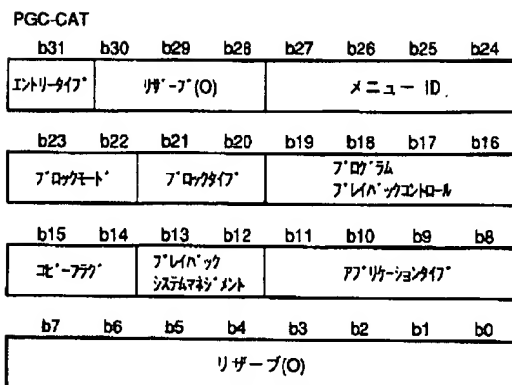 PGC-CAT
b31 b30 b29 b28 b27 b26 b25 b24
エントリータイプ リザーブ(O) メニュー ID.
b23 b22 b21 b20 b19 b18 b17 b16
ブロックモード ブロックタイプ プログラム
プレイバックコントロール
b15 b14 b13 b12 b11 b10 b9 b8
コピーフラグ プレイバック
システムマネジメント アプリケーションタイプ
b7 b6 b5 b4 b3 b2 b1 b0
リザーブ(O)